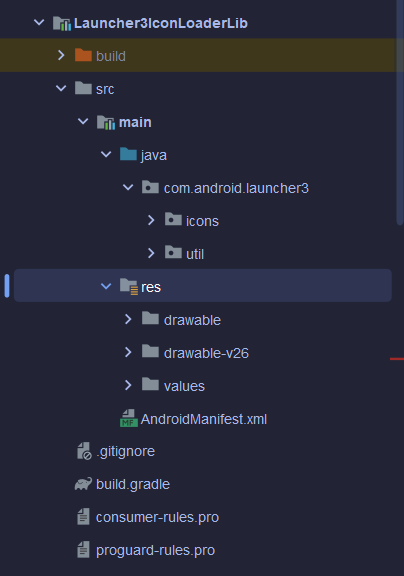 Launcher3IconLoaderLib
build
src
main
java
com.android.launcher3
icons
util
res
drawable
drawable-v26
values
MF AndroidManifest.xml
.gitignore
build.gradle
consumer-rules.pro
proguard-rules.pro